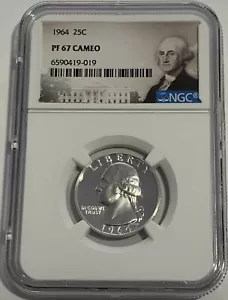 1964 25C
PF 67 CAMEO
6590419-019
NGC
LIBERTY
IN GOD WE
TRUST
1964